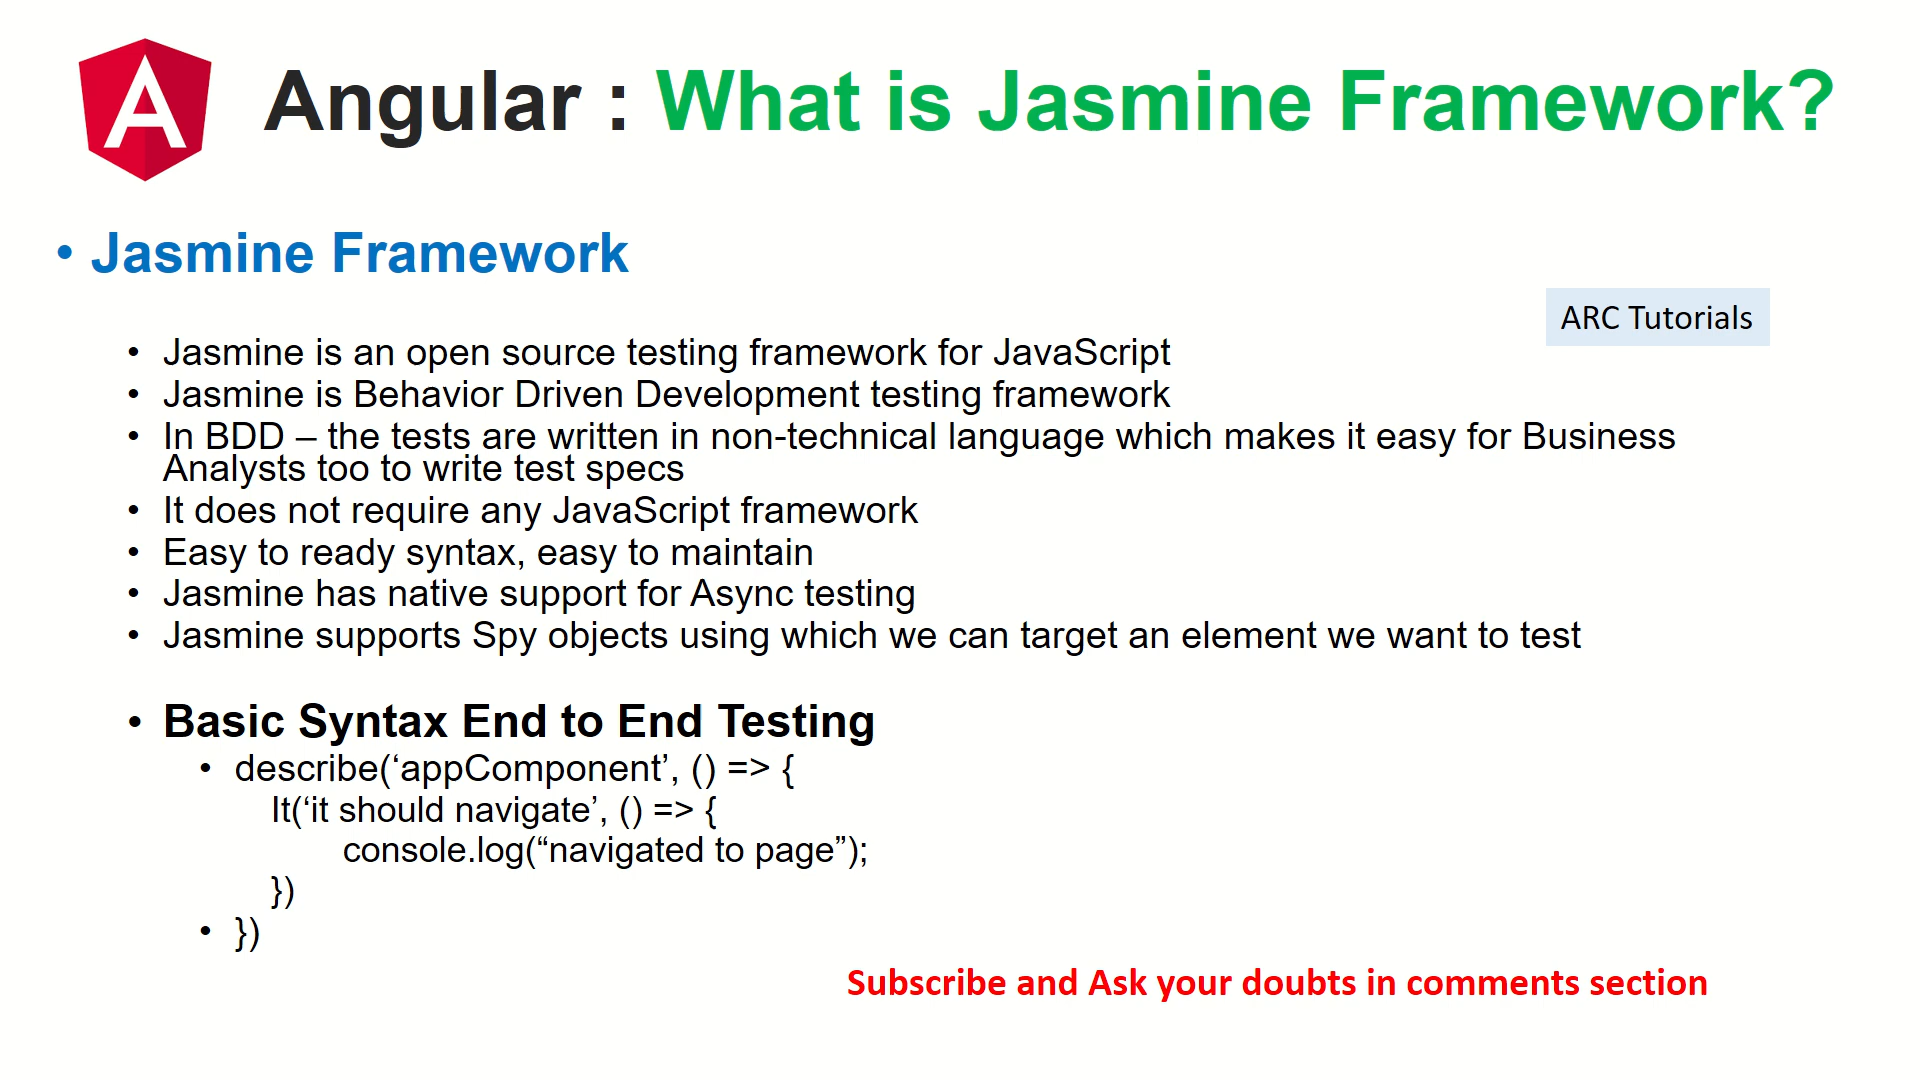 Angular : What is Jasmine Framework?
• Jasmine Framework
ARC Tutorials
• Jasmine is an open source testing framework for JavaScript
• Jasmine is Behavior Driven Development testing framework
• In BDD – the tests are written in non-technical language which makes it easy for Business
Analysts too to write test specs
• It does not require any JavaScript framework
• Easy to ready syntax, easy to maintain
• Jasmine has native support for Async testing
• Jasmine supports Spy objects using which we can target an element we want to test
• Basic Syntax End to End Testing
• describe(‘appComponent’, () => {
It(‘it should navigate’, () => {
console.log(“navigated to page”);
})
• })
Subscribe and Ask your doubts in comments section